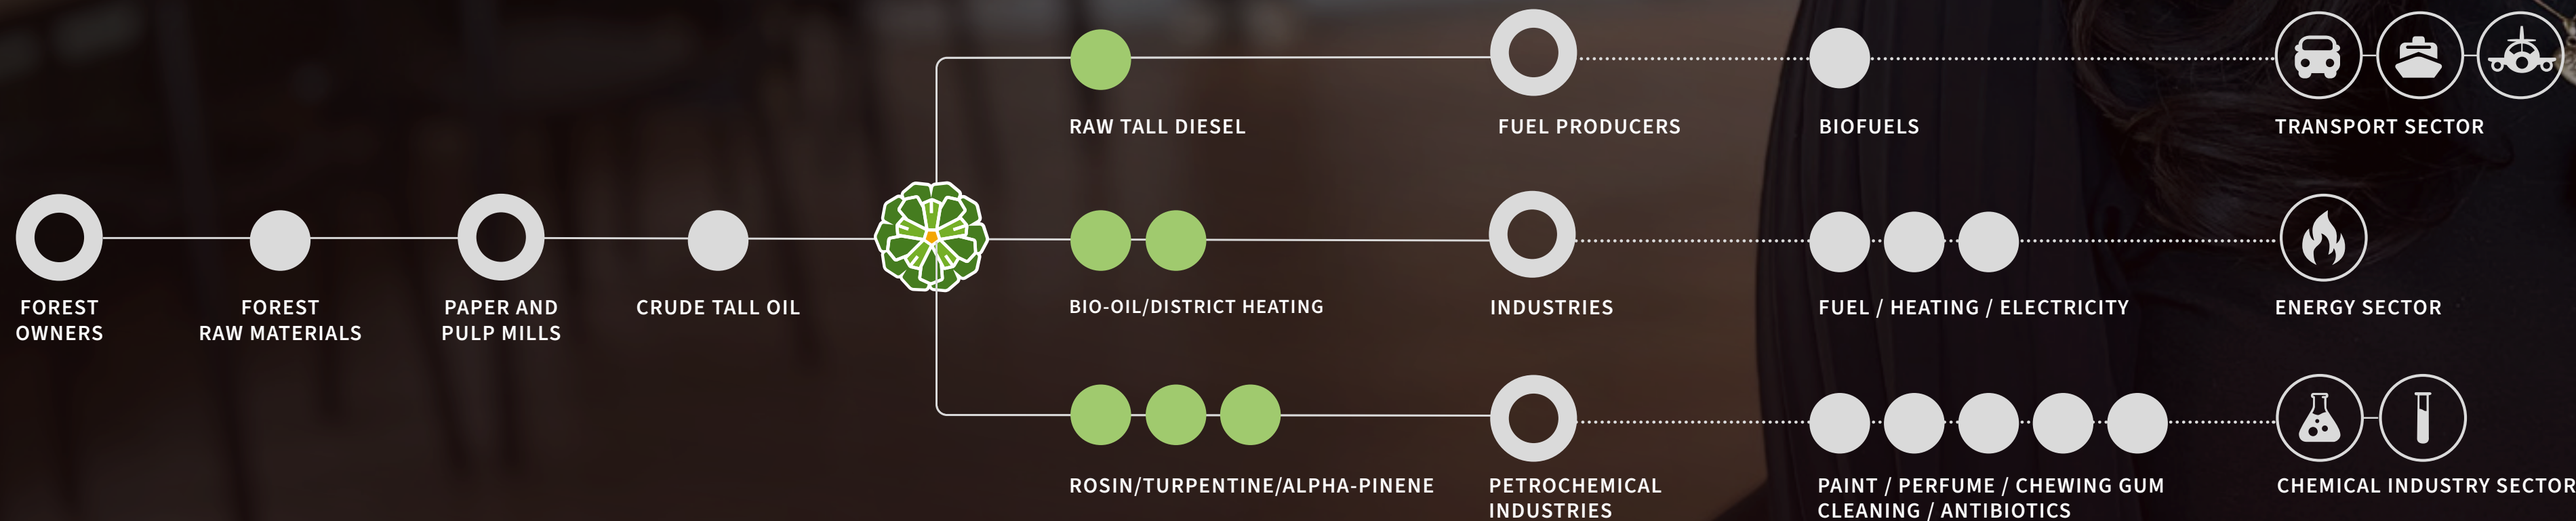 RAW TALL DIESEL
FUEL PRODUCERS
BIOFUELS
TRANSPORT SECTOR
FOREST
OWNERS
FOREST
RAW MATERIALS
PAPER AND
PULP MILLS
CRUDE TALL OIL
BIO-OIL/DISTRICT HEATING
INDUSTRIES
FUEL / HEATING / ELECTRICITY
ENERGY SECTOR
ROSIN/TURPENTINE/ALPHA-PINENE
PETROCHEMICAL
INDUSTRIES
PAINT / PERFUME / CHEWING GUM
CLEANING / ANTIBIOTICS
CHEMICAL INDUSTRY SECTOR